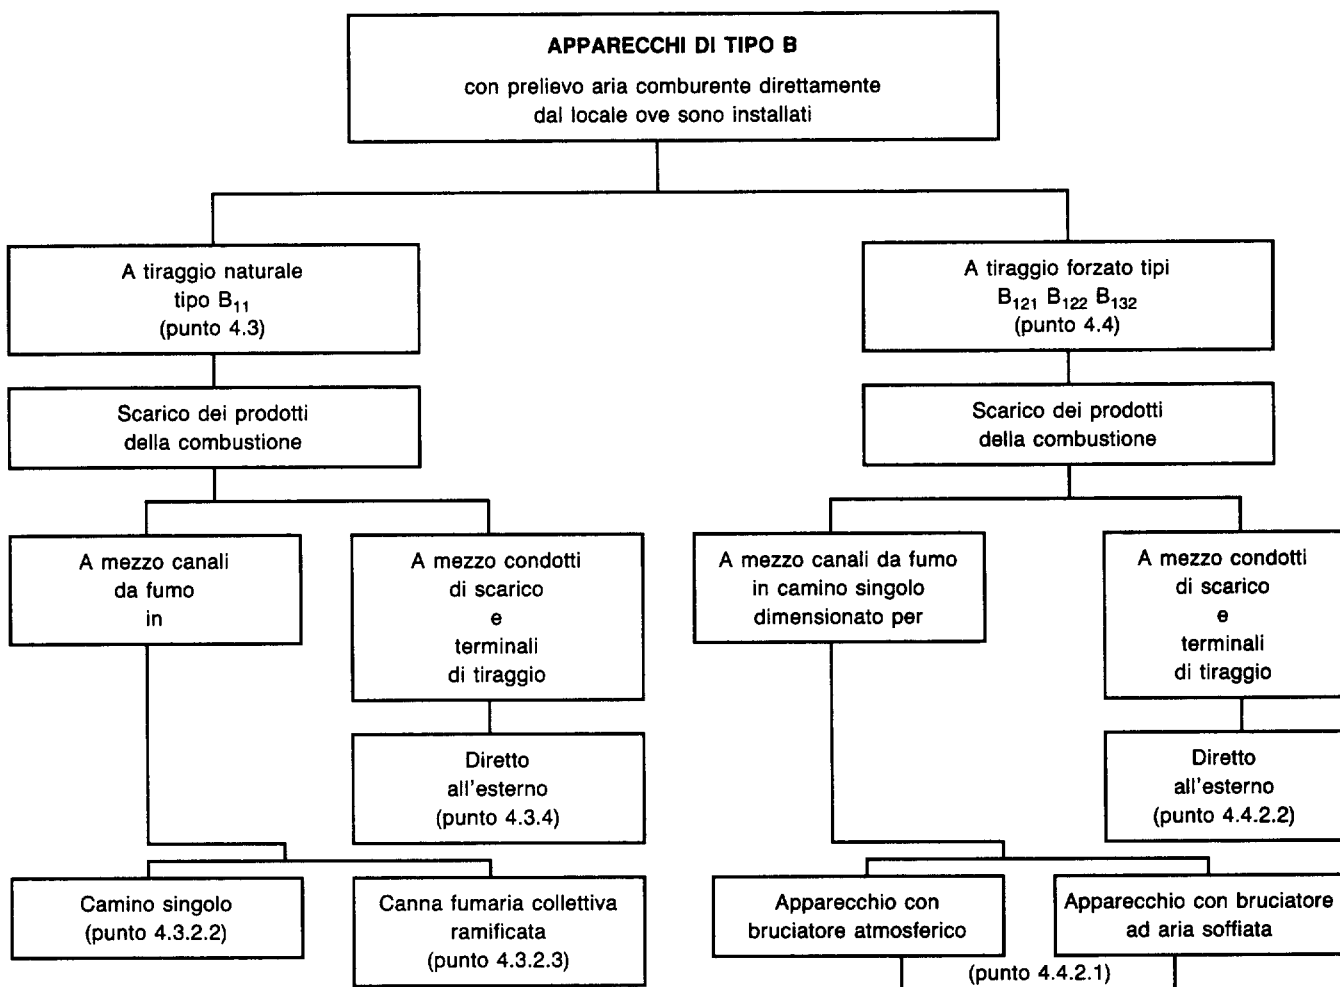 APPARECCHI DI TIPO B
con prelievo aria comburente direttamente
dal locale ove sono installati
A tiraggio naturale
tipo B₁₁
(punto 4.3)
A tiraggio forzato tipi
B₁₂₁ B₁₂₂ B₁₃₂
(punto 4.4)
Scarico dei prodotti
della combustione
Scarico dei prodotti
della combustione
A mezzo canali
da fumo
in
A mezzo condotti
di scarico
e
terminali
di tiraggio
A mezzo canali da fumo
in camino singolo
dimensionato per
A mezzo condotti
di scarico
e
terminali
di tiraggio
Diretto
all'esterno
(punto 4.3.4)
Diretto
all'esterno
(punto 4.4.2.2)
Camino singolo
(punto 4.3.2.2)
Canna fumaria collettiva
ramificata
(punto 4.3.2.3)
Apparecchio con
bruciatore atmosferico
Apparecchio con bruciatore
ad aria soffiata
(punto 4.4.2.1)